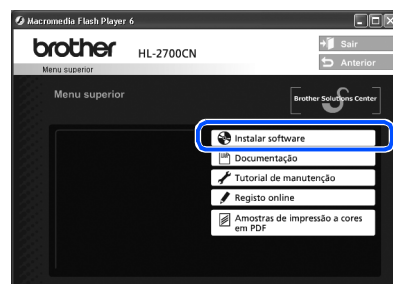 Macromedia Flash Player 6
brother HL-2700CN
Sair
Anterior
Menu superior
Menu superior
Brother Solutions Center
Instalar software
Documentação
Tutorial de manutenção
Registo online
Amostras de impressão a cores
em PDF